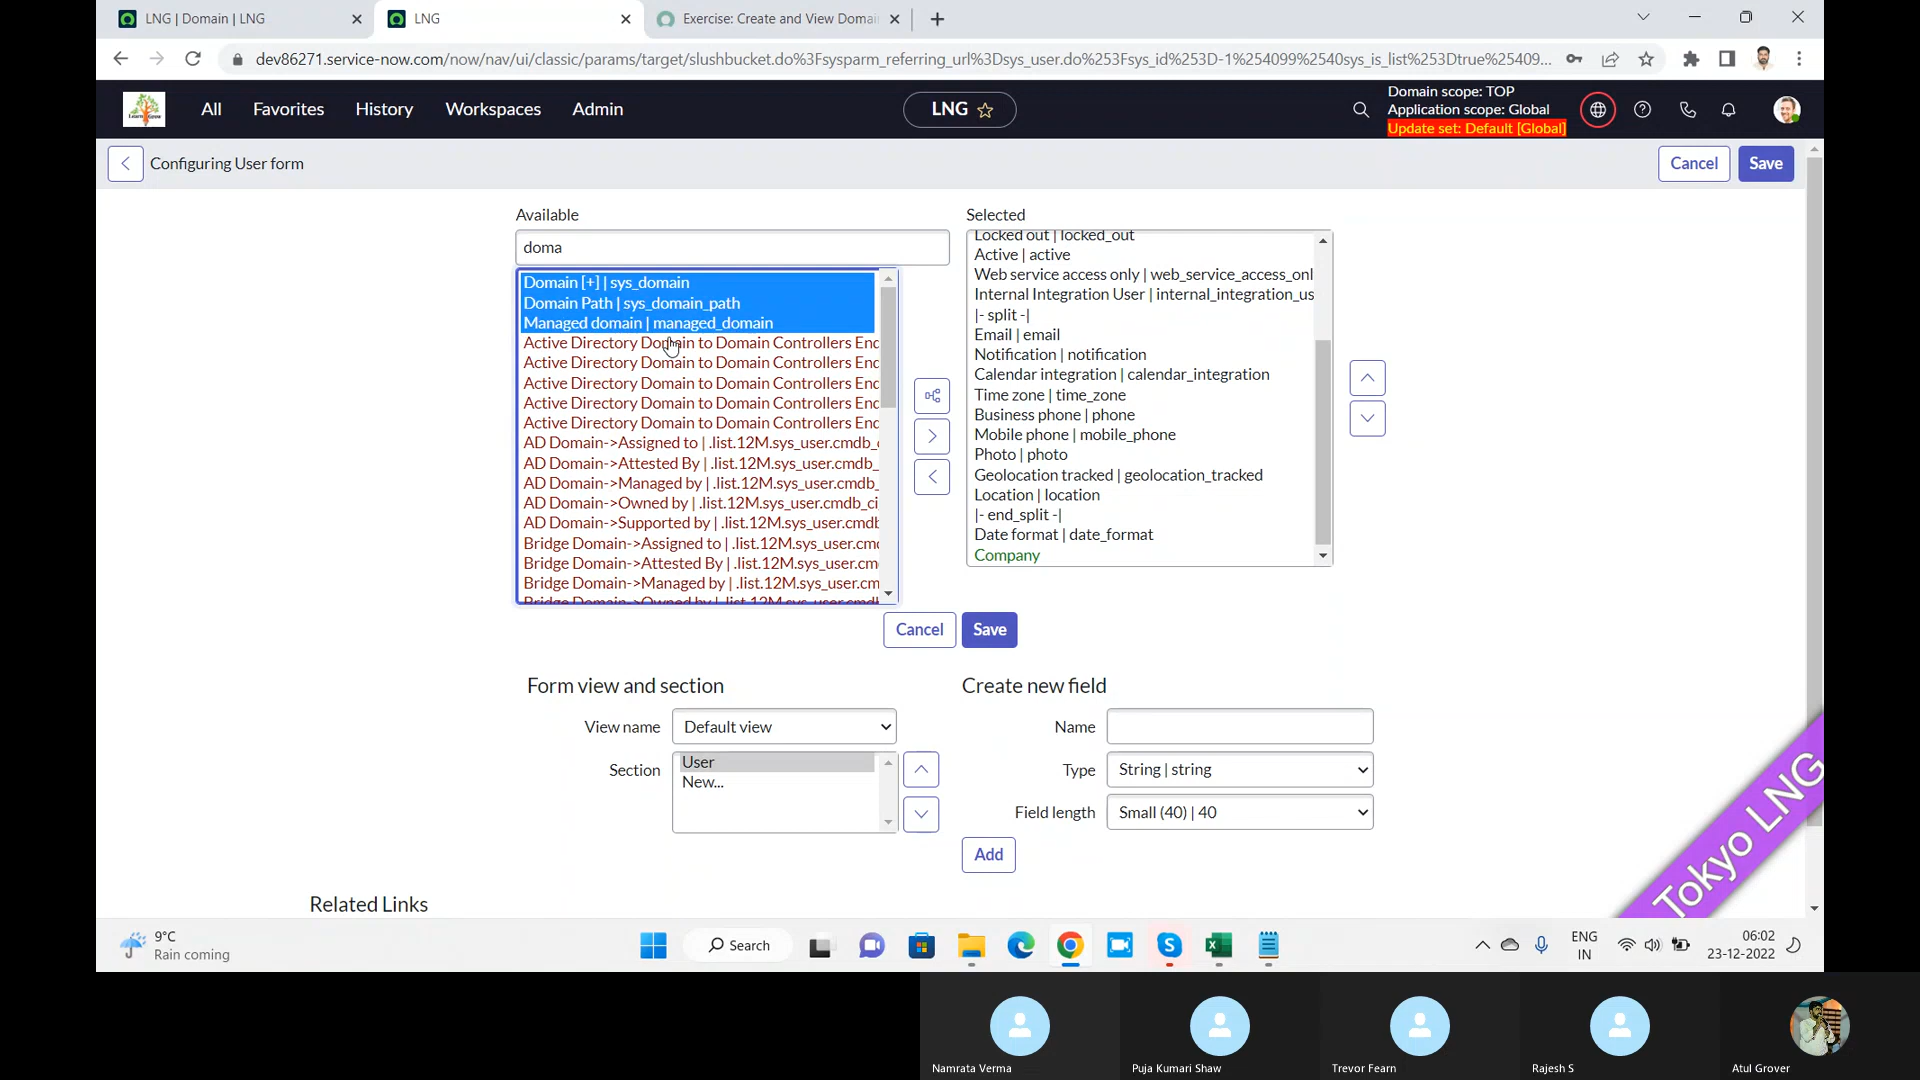 LNG | Domain | LNG
LNG
Exercise: Create and View Domai
dev86271.service-now.com/now/nav/ui/classic/params/target/slushbucket.do%3Fsysparm_referring_url%3Dsys_user.do%253Fsys_id%253D-1%254099%2540sys_is_list%253Dtrue%25409...
All Favorites History Workspaces Admin
LNG
Domain scope: TOP
Application scope: Global
Update set: Default [Global]
Configuring User form
Cancel Save
Available
doma
Domain [+] | sys_domain
Domain Path | sys_domain_path
Managed domain | managed_domain
Active Directory Domain to Domain Controllers End
Active Directory Domain to Domain Controllers End
Active Directory Domain to Domain Controllers End
Active Directory Domain to Domain Controllers End
Active Directory Domain to Domain Controllers End
AD Domain->Assigned to | .list.12M.sys_user.cmdb_
AD Domain->Attested By | .list.12M.sys_user.cmdb_
AD Domain->Managed by | .list.12M.sys_user.cmdb_
AD Domain->Owned by | .list.12M.sys_user.cmdb_ci
AD Domain->Supported by | .list.12M.sys_user.cmdb
Bridge Domain->Assigned to | .list.12M.sys_user.cm
Bridge Domain->Attested By | .list.12M.sys_user.cm
Bridge Domain->Managed by | .list.12M.sys_user.cm
Bridge Domain->Owned by | .list.12M.sys_user.cmd
Selected
Locked out | locked_out
Active | active
Web service access only | web_service_access_onl
Internal Integration User | internal_integration_us
|- split -|
Email | email
Notification | notification
Calendar integration | calendar_integration
Time zone | time_zone
Business phone | phone
Mobile phone | mobile_phone
Photo | photo
Geolocation tracked | geolocation_tracked
Location | location
|- end_split -|
Date format | date_format
Company
Cancel Save
Form view and section
View name Default view
Section User
New...
Create new field
Name
Type String | string
Field length Small (40) | 40
Add
Related Links
Tokyo LNG
9°C
Rain coming
Search
ENG
IN
06:02
23-12-2022
Namrata Verma
Puja Kumari Shaw
Trevor Fearn
Rajesh S
Atul Grover